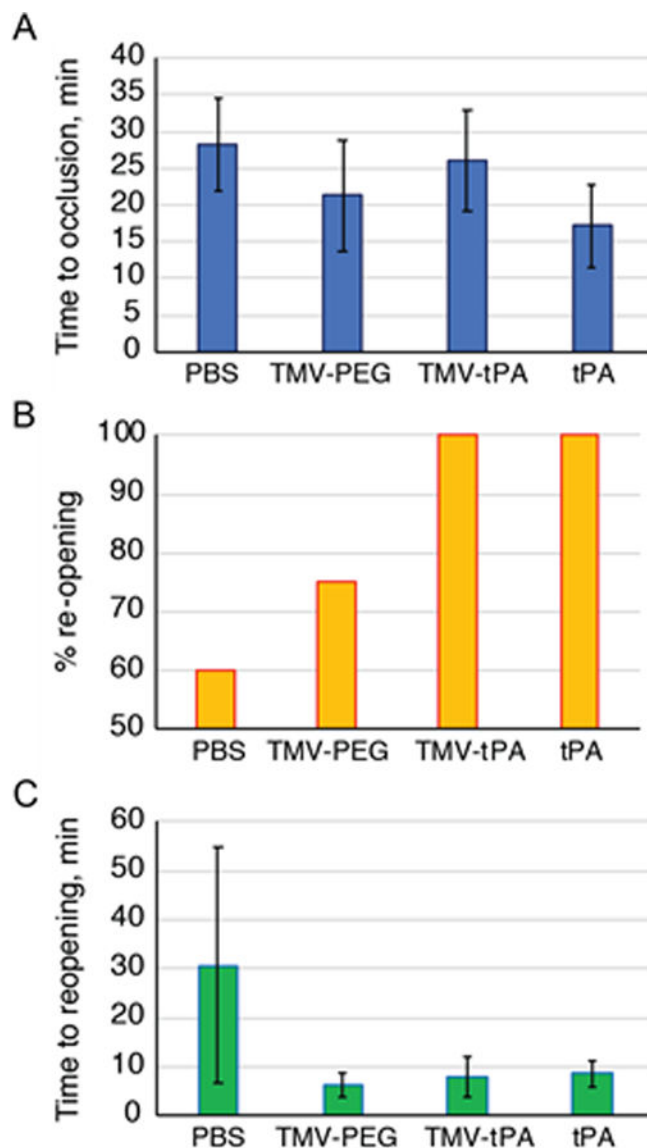 A
Time to occlusion, min
40
35
30
25
20
15
10
5
0
PBS TMV-PEG TMV-tPA tPA
B
% re-opening
100
90
80
70
60
50
PBS TMV-PEG TMV-tPA tPA
C
Time to reopening, min
60
50
40
30
20
10
0
PBS TMV-PEG TMV-tPA tPA